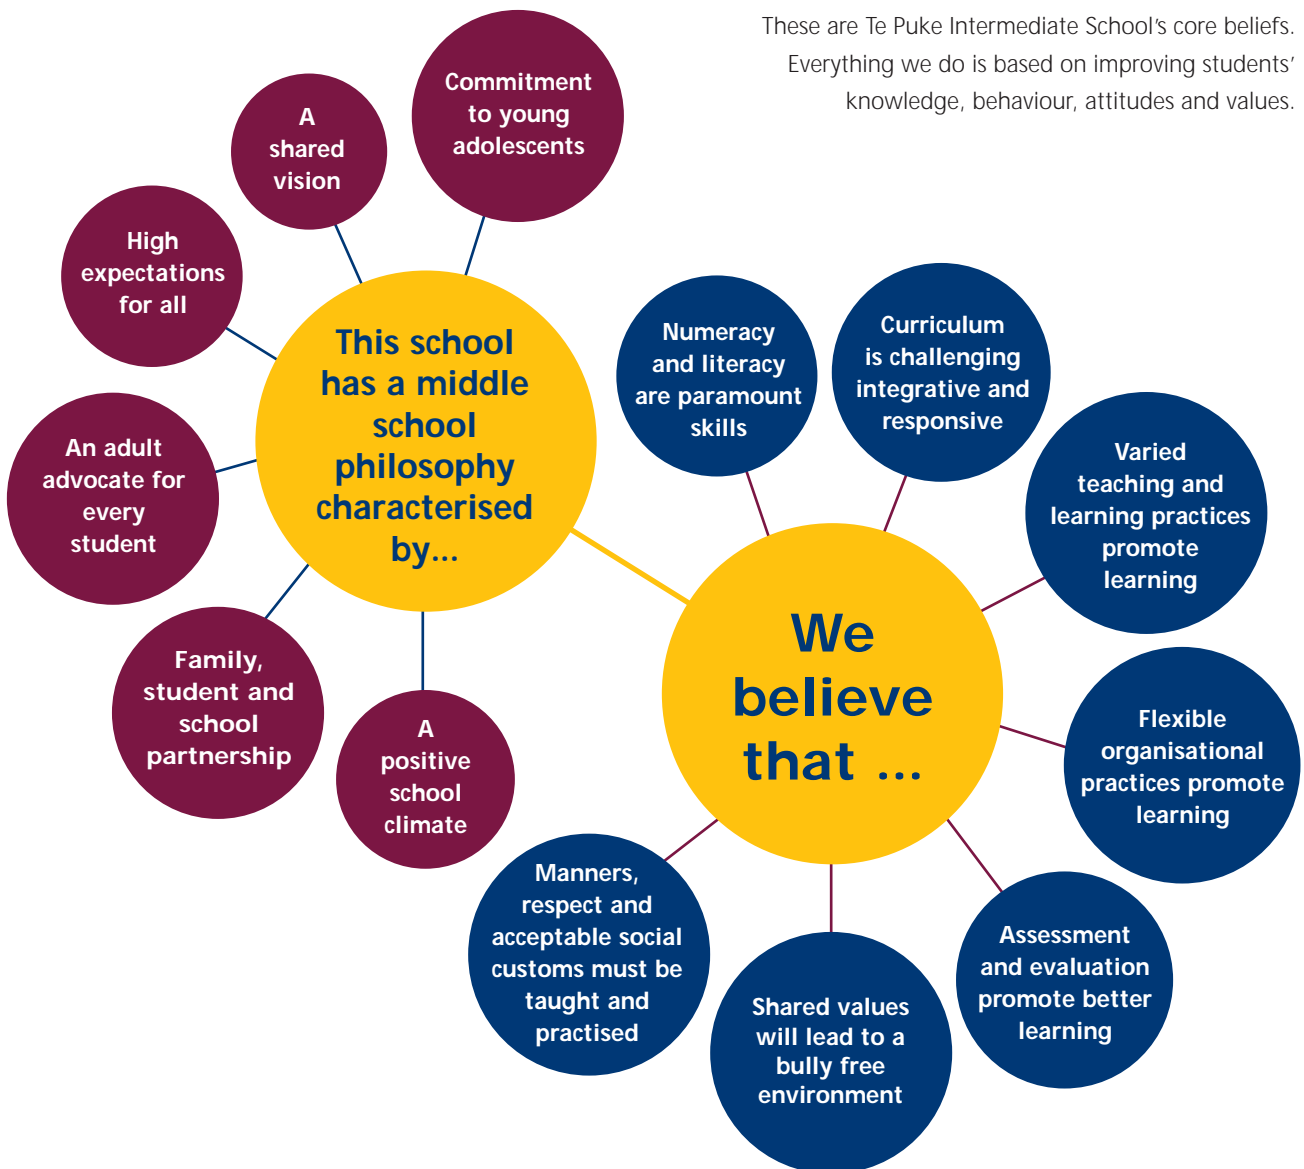 These are Te Puke Intermediate School’s core beliefs.
Everything we do is based on improving students’
knowledge, behaviour, attitudes and values.
This school
has a middle
school
philosophy
characterised
by...
Commitment
to young
adolescents
A
shared
vision
High
expectations
for all
An adult
advocate for
every
student
Family,
student and
school
partnership
A
positive
school
climate
We
believe
that ...
Numeracy
and literacy
are paramount
skills
Curriculum
is challenging
integrative and
responsive
Varied
teaching and
learning practices
promote
learning
Flexible
organisational
practices promote
learning
Assessment
and evaluation
promote better
learning
Shared values
will lead to a
bully free
environment
Manners,
respect and
acceptable social
customs must be
taught and
practised